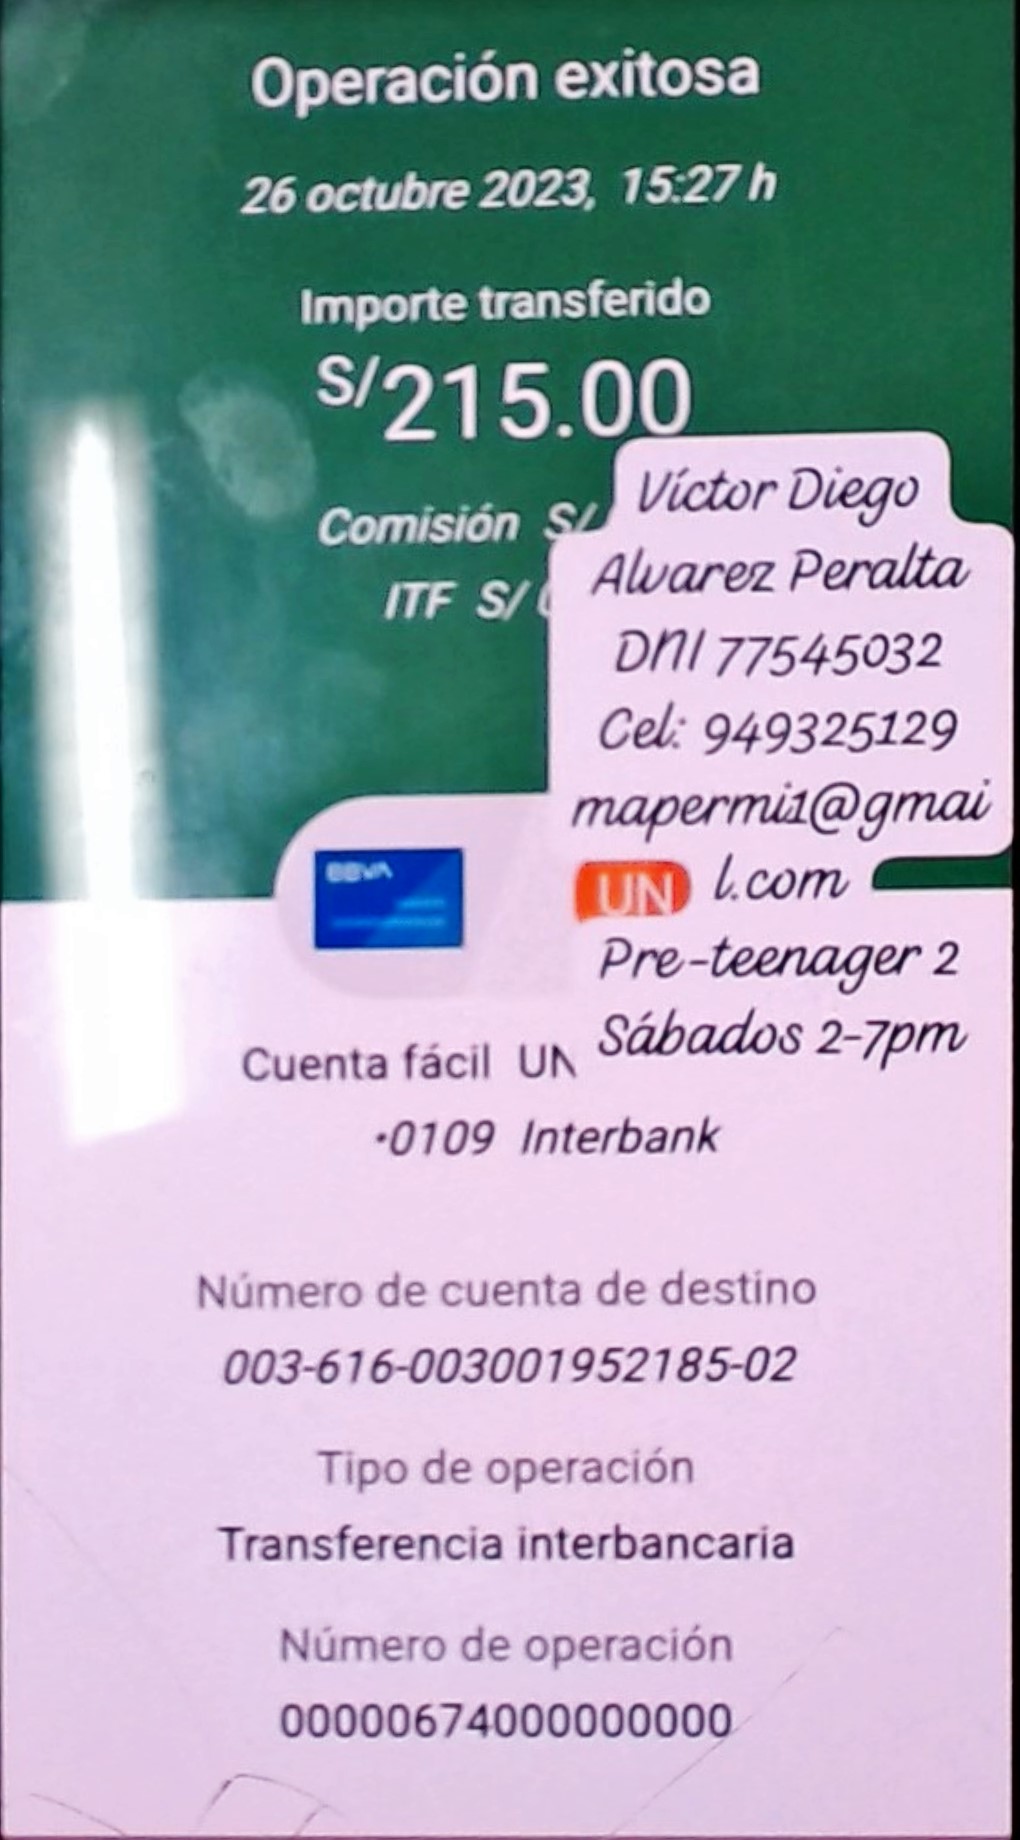 Operación exitosa
26 octubre 2023, 15:27 h
Importe transferido
S/215.00
Comisión S/
ITF S/
Víctor Diego
Alvarez Peralta
DNI 77545032
Cel: 949325129
mapermi1@gmai
l.com
Pre-teenager 2
Sábados 2-7pm
BBVA
UN
Cuenta fácil UN
•0109 Interbank
Número de cuenta de destino
003-616-003001952185-02
Tipo de operación
Transferencia interbancaria
Número de operación
00000674000000000